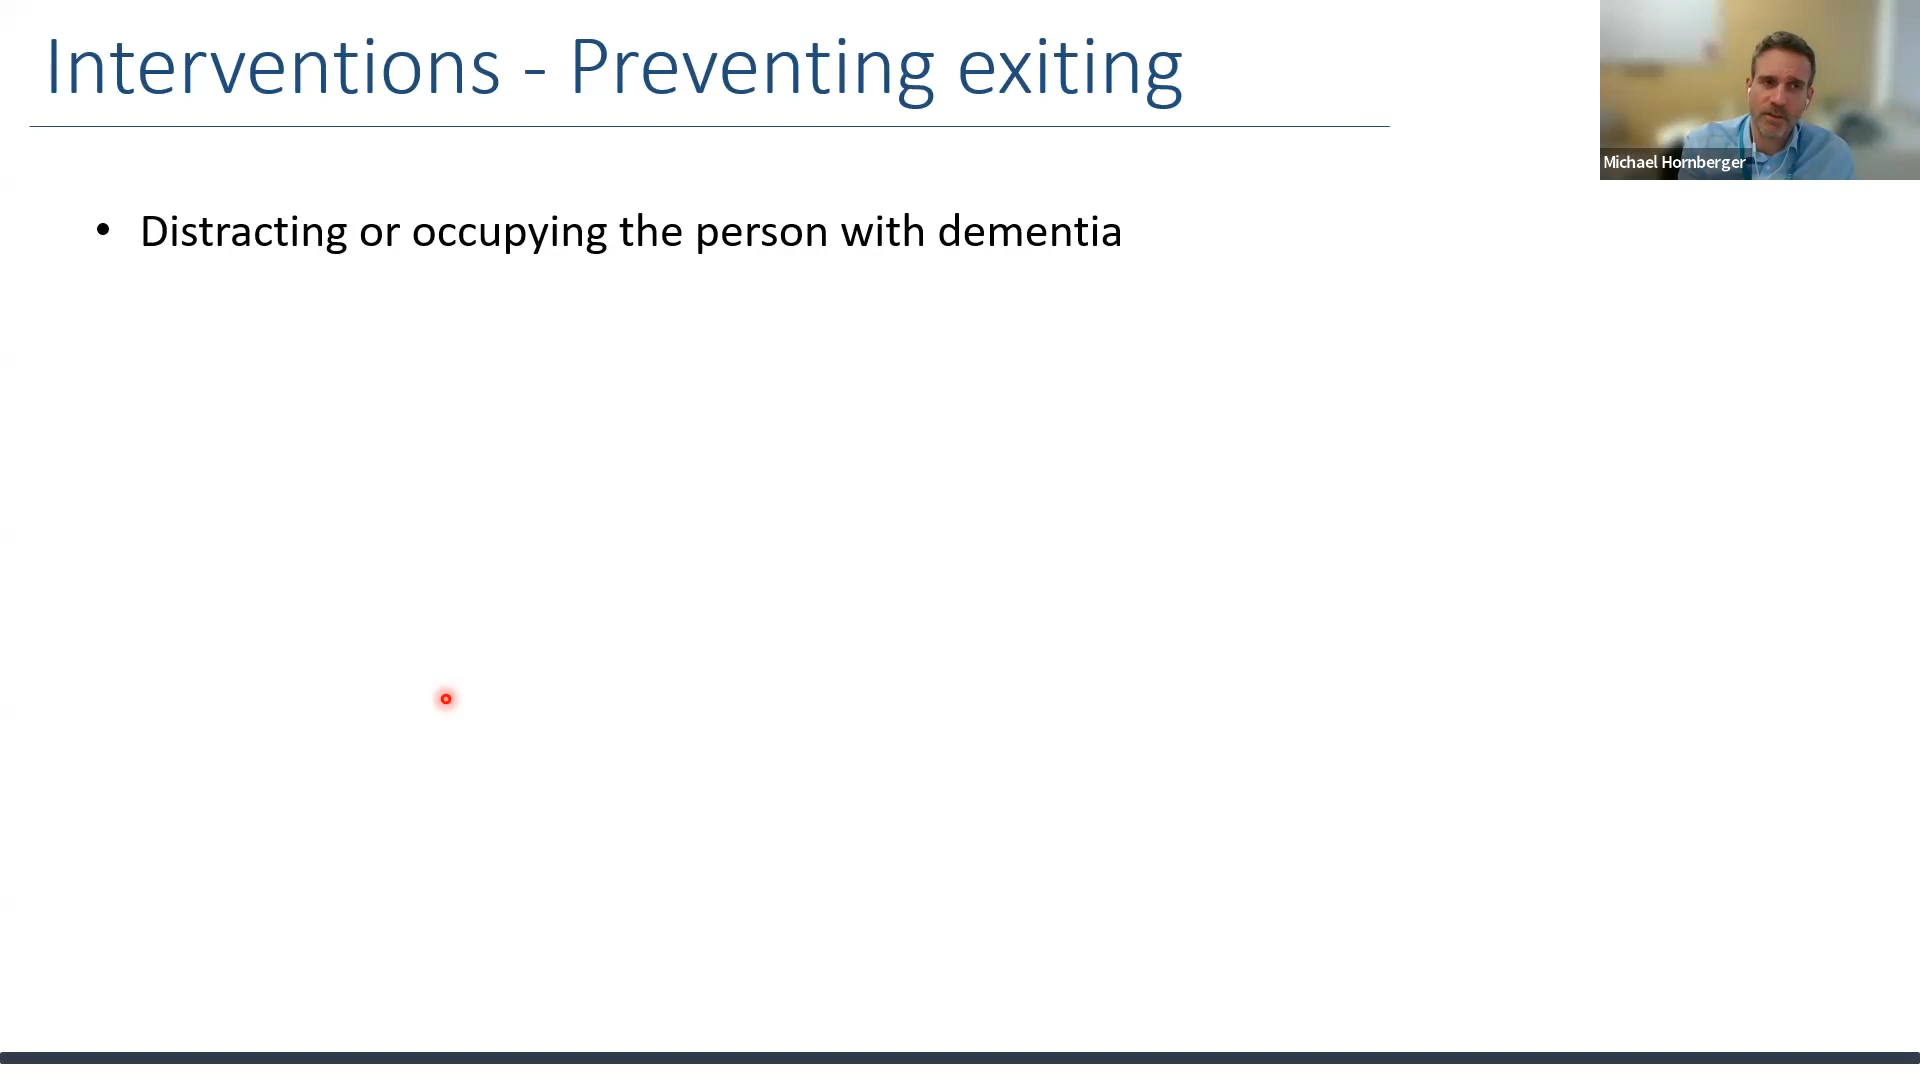 Interventions - Preventing exiting
Michael Hornberger
• Distracting or occupying the person with dementia